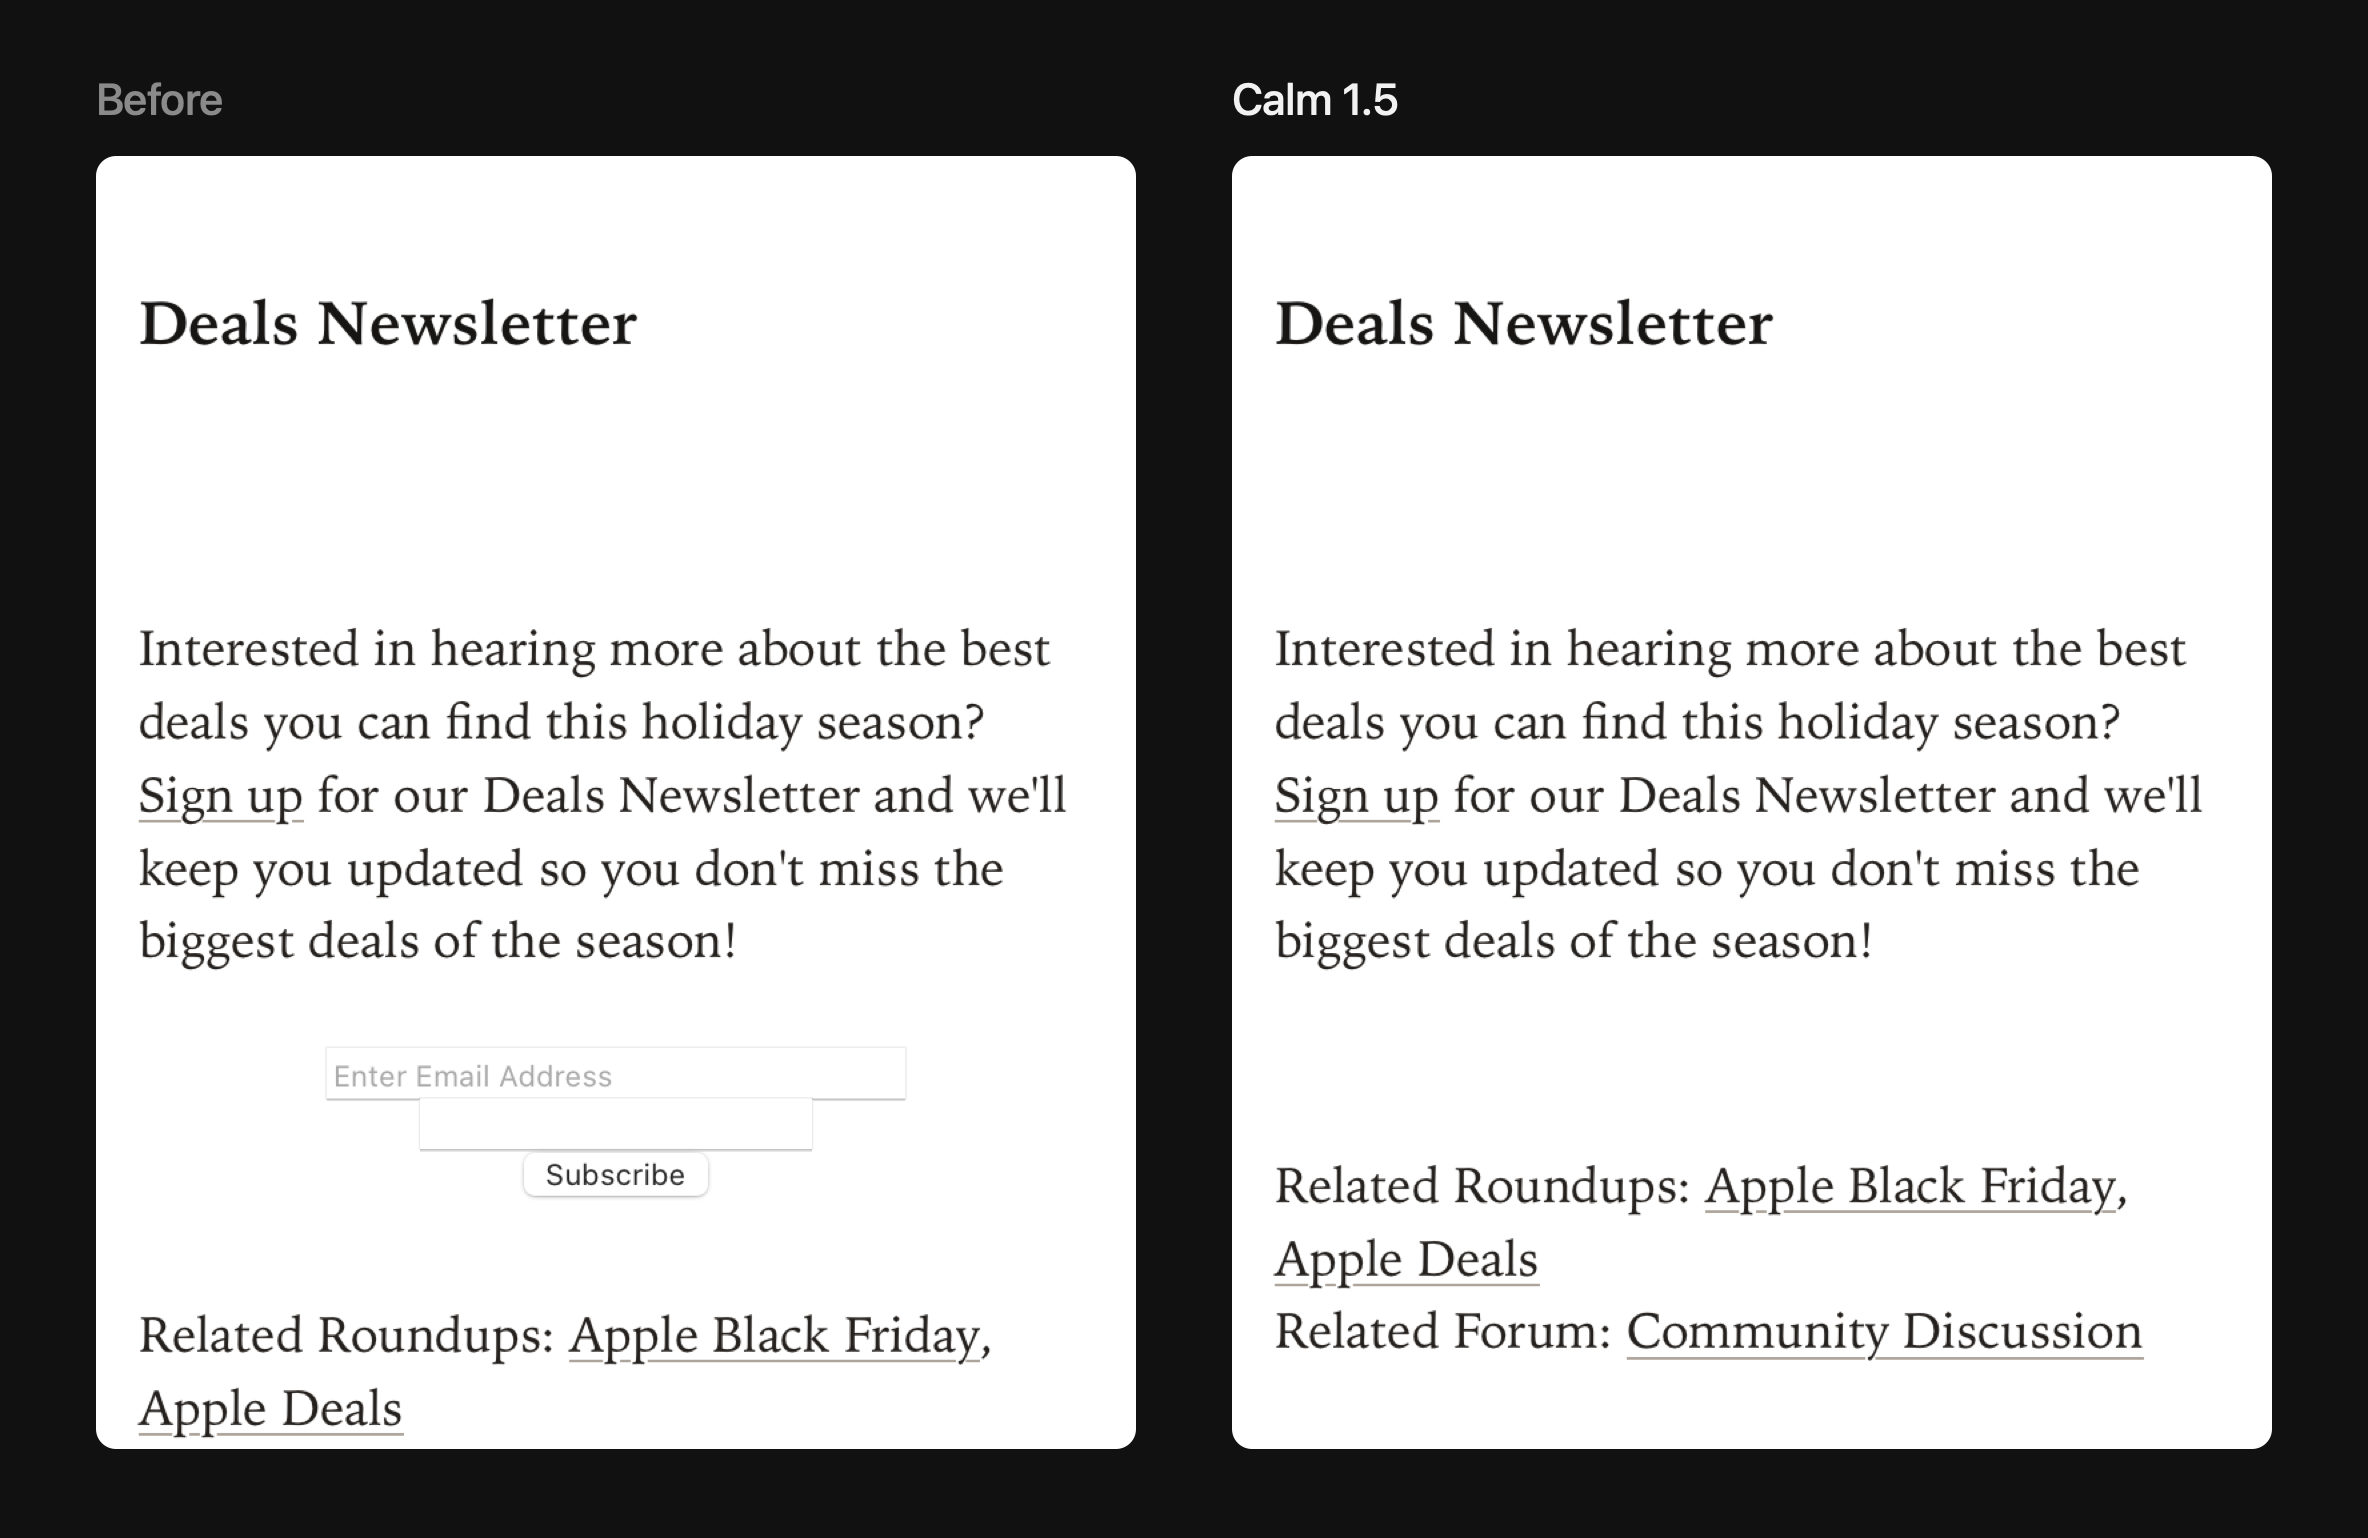 Before
Deals Newsletter
Interested in hearing more about the best
deals you can find this holiday season?
Sign up for our Deals Newsletter and we'll
keep you updated so you don't miss the
biggest deals of the season!
Enter Email Address
Subscribe
Related Roundups: Apple Black Friday,
Apple Deals
Calm 1.5
Deals Newsletter
Interested in hearing more about the best
deals you can find this holiday season?
Sign up for our Deals Newsletter and we'll
keep you updated so you don't miss the
biggest deals of the season!
Related Roundups: Apple Black Friday,
Apple Deals
Related Forum: Community Discussion